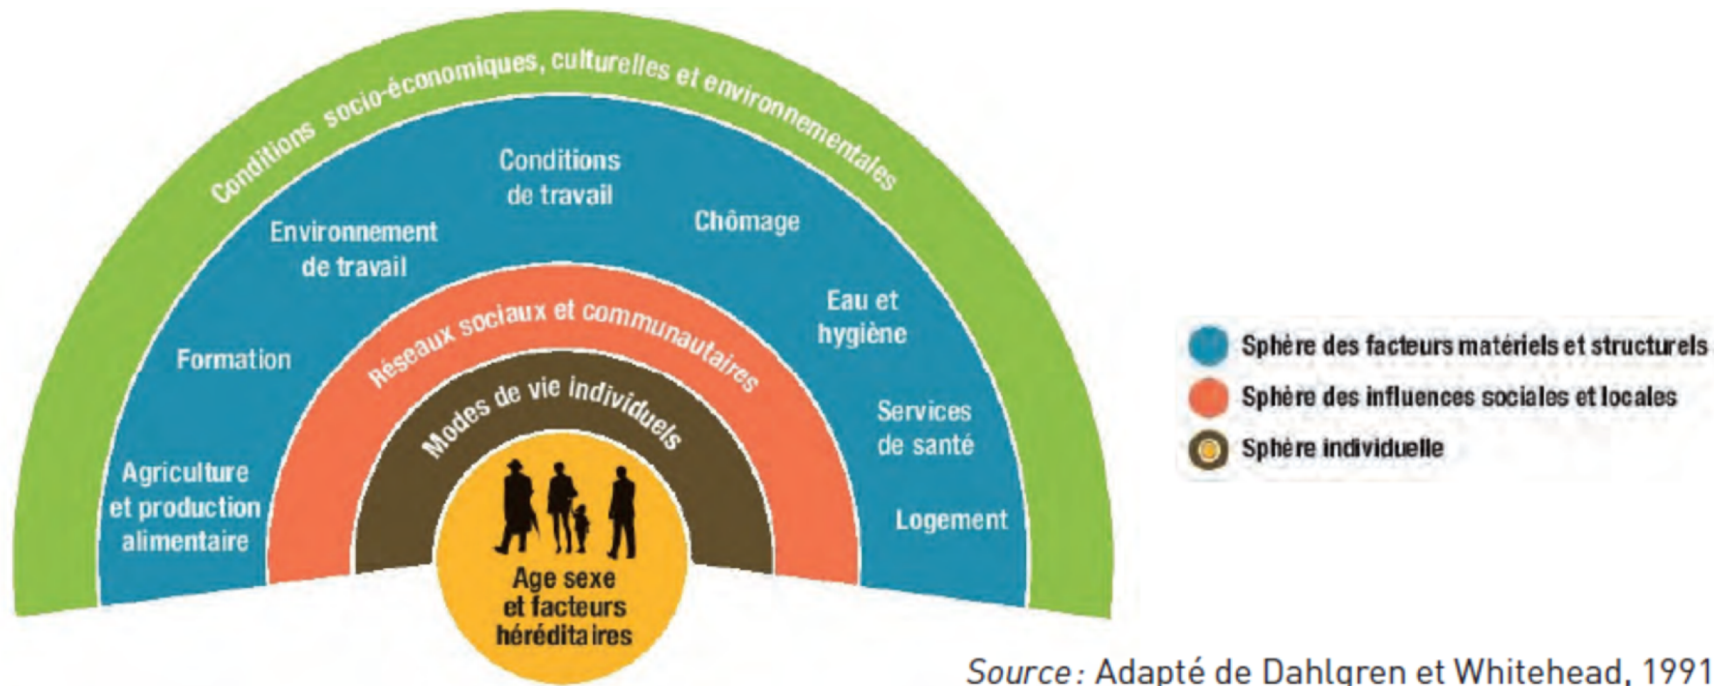 Conditions socio-économiques, culturelles et environnementales
Conditions
de travail
Environnement
de travail
Chômage
Eau et
hygiène
Formation
Services
de santé
Agriculture
et production
alimentaire
Logement
Réseaux sociaux et communautaires
Modes de vie individuels
Age sexe
et facteurs
héréditaires
Sphère des facteurs matériels et structurels
Sphère des influences sociales et locales
Sphère individuelle
Source : Adapté de Dahlgren et Whitehead, 1991